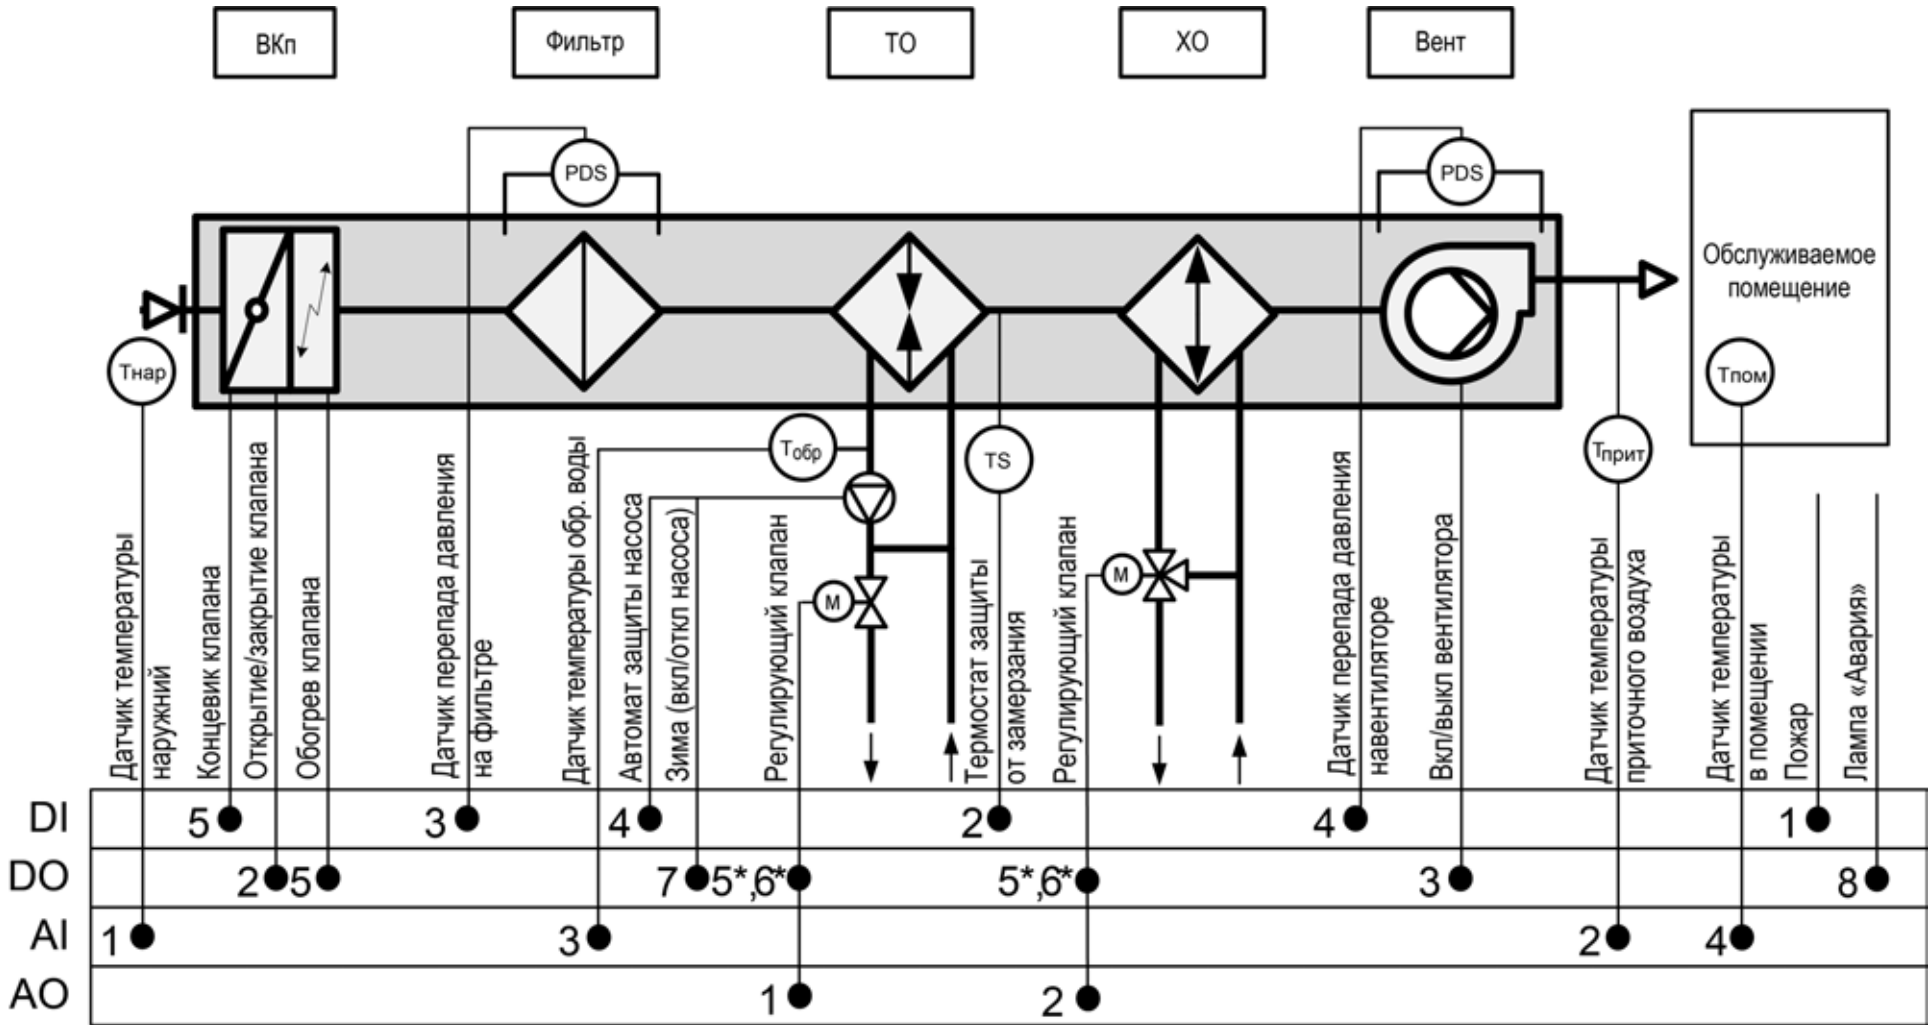 ВКп
Фильтр
ТО
ХО
Вент
PDS
PDS
Обслуживаемое
помещение
Тнар
Тпом
Тобр
TS
Тприт
М
М
Датчик температуры
наружний
Концевик клапана
Открытие/закрытие клапана
Обогрев клапана
Датчик перепада давления
на фильтре
Датчик температуры обр. воды
Автомат защиты насоса
Зима (вкл/откл насоса)
Регулирующий клапан
Термостат защиты
от замерзания
Регулирующий клапан
Датчик перепада давления
навентиляторе
Вкл/выкл вентилятора
Датчик температуры
приточного воздуха
Датчик температуры
в помещении
Пожар
Лампа «Авария»
DI 5 3 4 2 4 1
DO 2 5 7 5*,6* 5*,6* 3 8
AI 1 3 2 4
AO 1 2